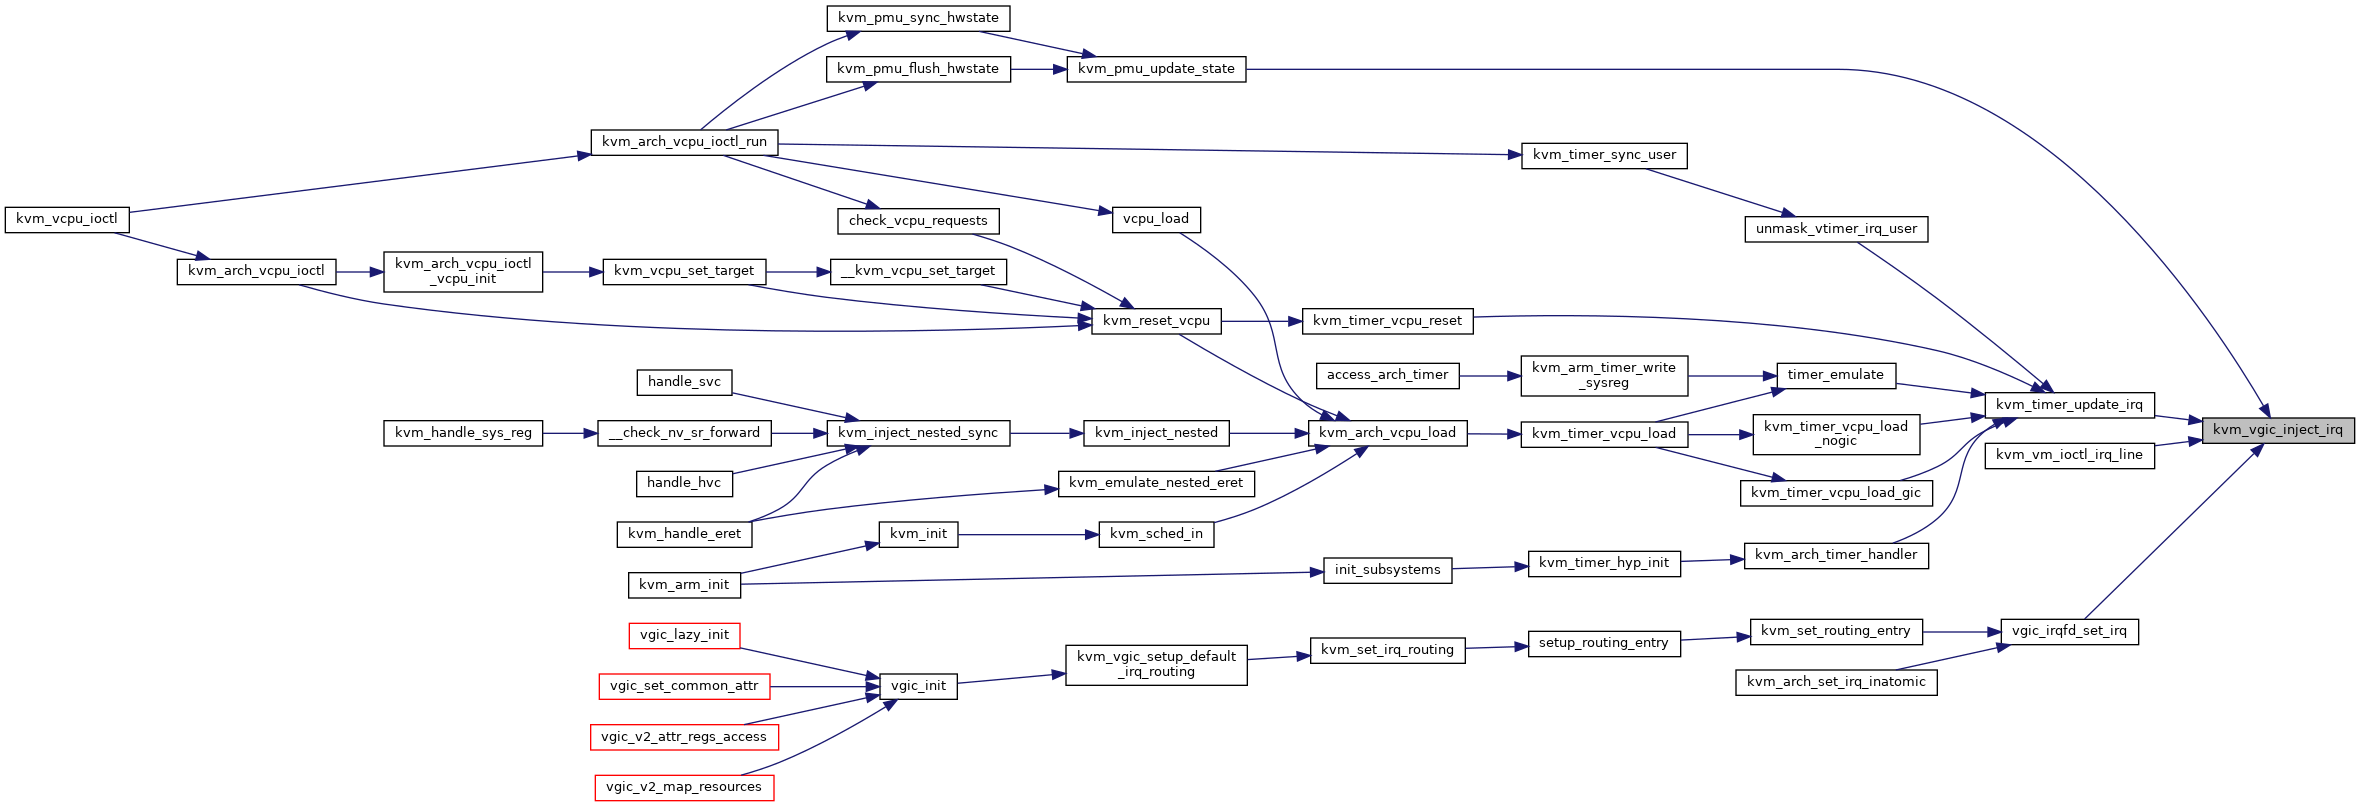 kvm_pmu_sync_hwstate
kvm_pmu_flush_hwstate
kvm_pmu_update_state
kvm_arch_vcpu_ioctl_run
kvm_timer_sync_user
kvm_vcpu_ioctl
check_vcpu_requests
vcpu_load
unmask_vtimer_irq_user
kvm_arch_vcpu_ioctl
kvm_arch_vcpu_ioctl
_vcpu_init
kvm_vcpu_set_target
__kvm_vcpu_set_target
kvm_reset_vcpu
kvm_timer_vcpu_reset
handle_svc
access_arch_timer
kvm_arm_timer_write
_sysreg
timer_emulate
kvm_timer_update_irq
kvm_handle_sys_reg
__check_nv_sr_forward
kvm_inject_nested_sync
kvm_inject_nested
kvm_arch_vcpu_load
kvm_timer_vcpu_load
kvm_timer_vcpu_load
_nogic
kvm_vgic_inject_irq
kvm_vm_ioctl_irq_line
handle_hvc
kvm_emulate_nested_eret
kvm_timer_vcpu_load_gic
kvm_handle_eret
kvm_init
kvm_sched_in
kvm_arch_timer_handler
kvm_arm_init
init_subsystems
kvm_timer_hyp_init
vgic_lazy_init
kvm_vgic_setup_default
_irq_routing
kvm_set_irq_routing
setup_routing_entry
kvm_set_routing_entry
vgic_irqfd_set_irq
vgic_set_common_attr
vgic_init
kvm_arch_set_irq_inatomic
vgic_v2_attr_regs_access
vgic_v2_map_resources